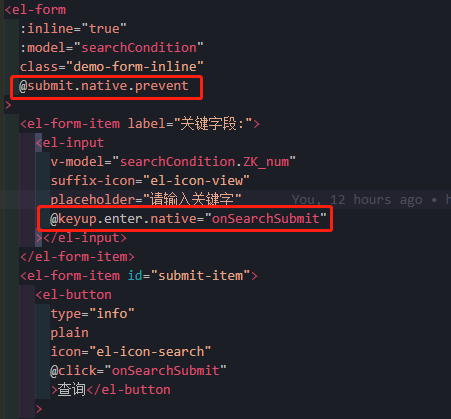 <el-form
:inline="true"
:model="searchCondition"
class="demo-form-inline"
@submit.native.prevent
>
<el-form-item label="关键字段:">
<el-input
v-model="searchCondition.ZK_num"
suffix-icon="el-icon-view"
placeholder="请输入关键字" You, 12 hours ago • h
@keyup.enter.native="onSearchSubmit"
></el-input>
</el-form-item>
<el-form-item id="submit-item">
<el-button
type="info"
plain
icon="el-icon-search"
@click="onSearchSubmit"
>查询</el-button
>